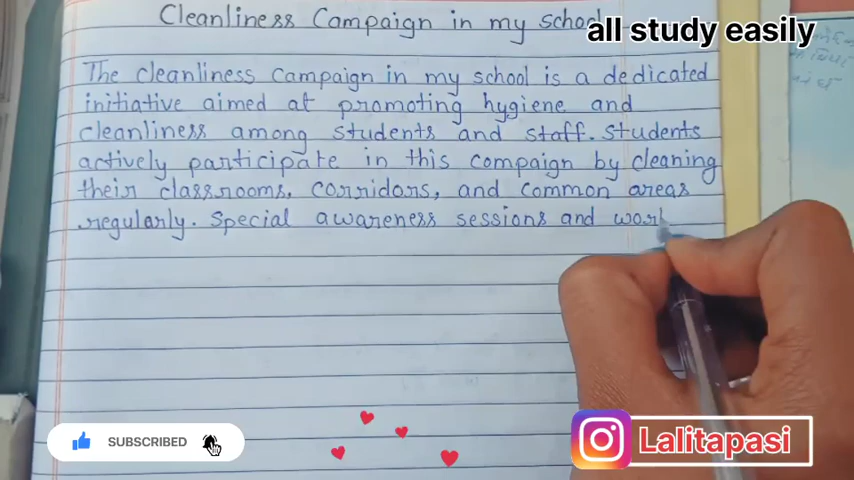 Cleanliness Campaign in my school
all study easily
The cleanliness campaign in my school is a dedicated
initiative aimed at promoting hygiene and
cleanliness among students and staff. Students
actively participate in this campaign by cleaning
their classrooms, corridors, and common areas
regularly. Special awareness sessions and work
SUBSCRIBED
Lalitapasi